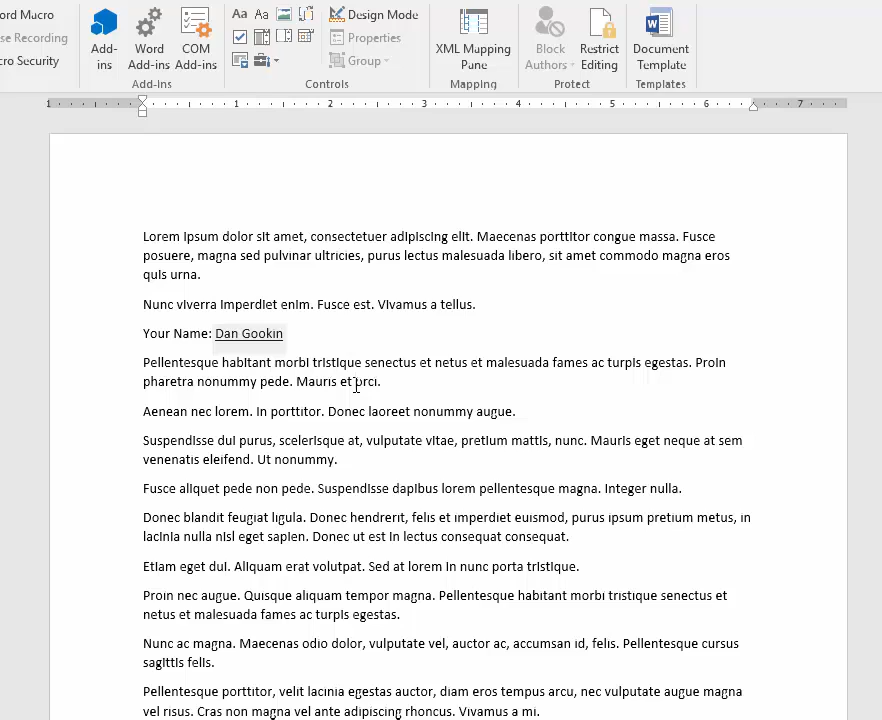 ord Macro
se Recording
cro Security
Add-
ins
Word
Add-ins
COM
Add-ins
Add-Ins
Aa Aa
Design Mode
Properties
Group
Controls
XML Mapping
Pane
Mapping
Block
Authors
Restrict
Editing
Protect
Document
Template
Templates
1 1 2 3 4 5 6 7
Lorem ipsum dolor sit amet, consectetuer adipiscing elit. Maecenas porttitor congue massa. Fusce
posuere, magna sed pulvinar ultricies, purus lectus malesuada libero, sit amet commodo magna eros
quis urna.
Nunc viverra imperdiet enim. Fusce est. Vivamus a tellus.
Your Name: Dan Gookin
Pellentesque habitant morbi tristique senectus et netus et malesuada fames ac turpis egestas. Proin
pharetra nonummy pede. Mauris et orci.
Aenean nec lorem. In porttitor. Donec laoreet nonummy augue.
Suspendisse dui purus, scelerisque at, vulputate vitae, pretium mattis, nunc. Mauris eget neque at sem
venenatis eleifend. Ut nonummy.
Fusce aliquet pede non pede. Suspendisse dapibus lorem pellentesque magna. Integer nulla.
Donec blandit feugiat ligula. Donec hendrerit, felis et imperdiet euismod, purus ipsum pretium metus, in
lacinia nulla nisl eget sapien. Donec ut est in lectus consequat consequat.
Etiam eget dui. Aliquam erat volutpat. Sed at lorem in nunc porta tristique.
Proin nec augue. Quisque aliquam tempor magna. Pellentesque habitant morbi tristique senectus et
netus et malesuada fames ac turpis egestas.
Nunc ac magna. Maecenas odio dolor, vulputate vel, auctor ac, accumsan id, felis. Pellentesque cursus
sagittis felis.
Pellentesque porttitor, velit lacinia egestas auctor, diam eros tempus arcu, nec vulputate augue magna
vel risus. Cras non magna vel ante adipiscing rhoncus. Vivamus a mi.